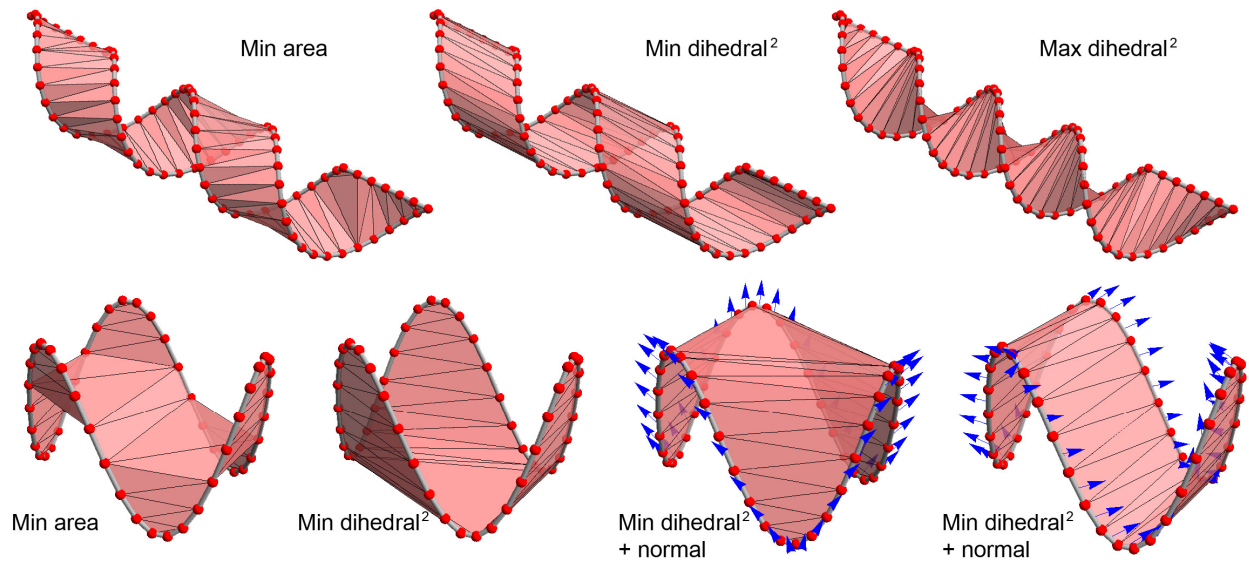 Min area
Min dihedral²
Max dihedral²
Min area
Min dihedral²
Min dihedral²
+ normal
Min dihedral²
+ normal